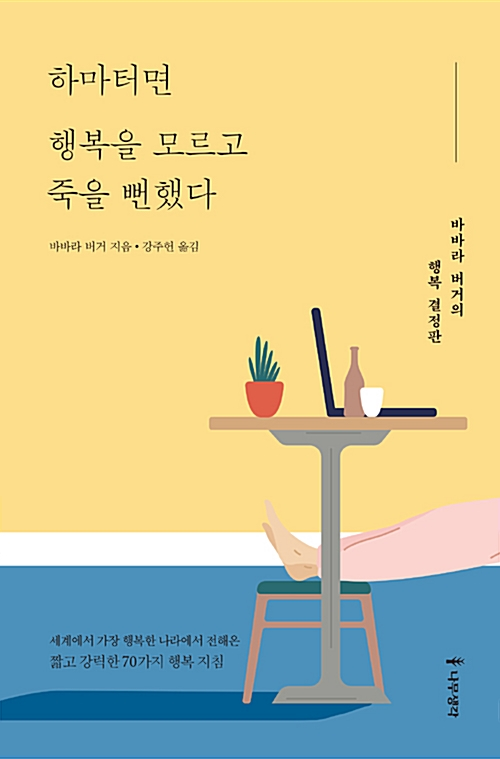 하마터면
행복을 모르고
죽을 뻔했다
바바라 버거 지음 • 강주헌 옮김
바바라 버거의
행복 결정판
세계에서 가장 행복한 나라에서 전해온
짧고 강력한 70가지 행복 지침
나무생각